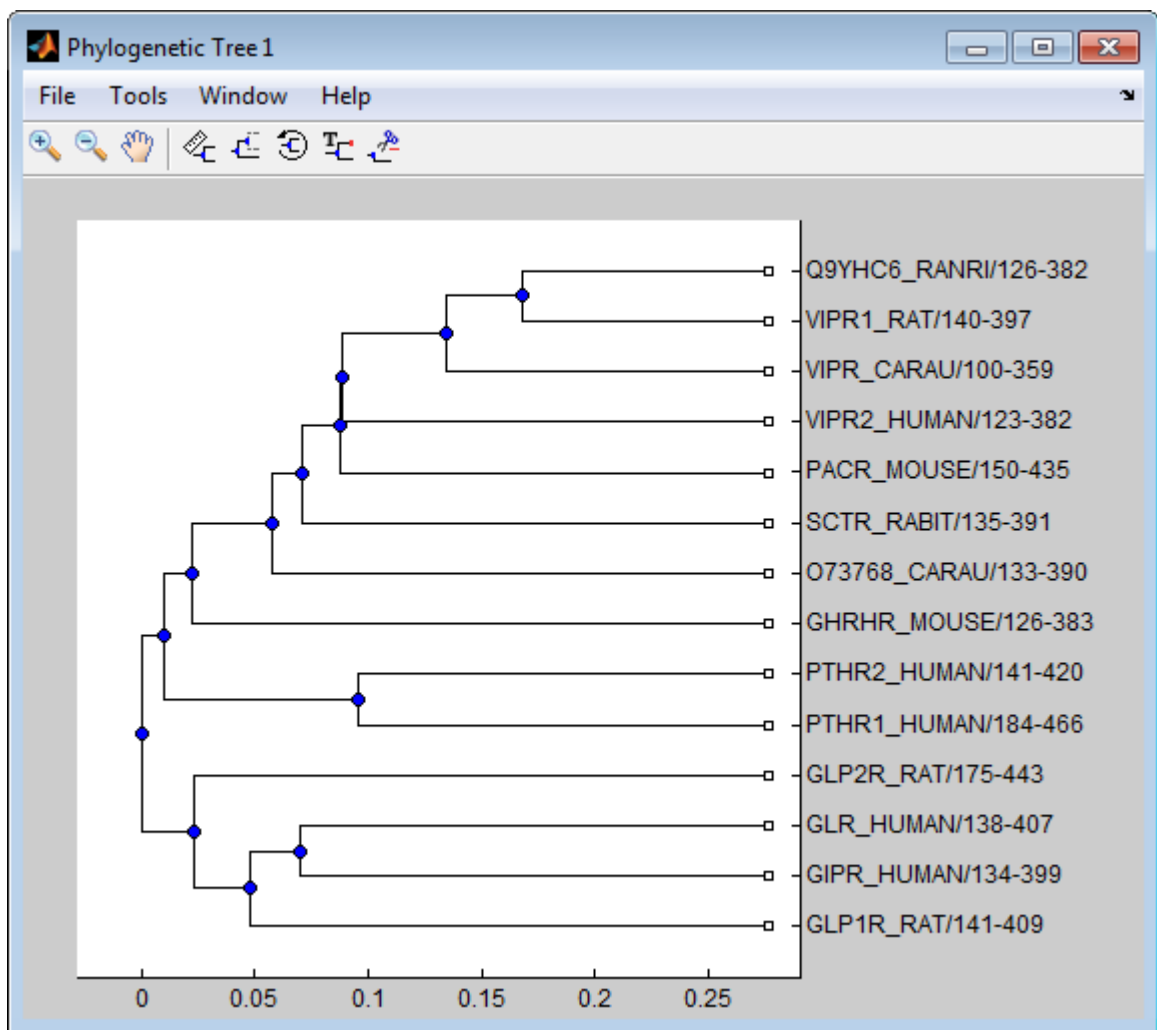 Phylogenetic Tree 1
File Tools Window Help
Q9YHC6_RANRI/126-382
VIPR1_RAT/140-397
VIPR_CARAU/100-359
VIPR2_HUMAN/123-382
PACR_MOUSE/150-435
SCTR_RABIT/135-391
O73768_CARAU/133-390
GHRHR_MOUSE/126-383
PTHR2_HUMAN/141-420
PTHR1_HUMAN/184-466
GLP2R_RAT/175-443
GLR_HUMAN/138-407
GIPR_HUMAN/134-399
GLP1R_RAT/141-409
0 0.05 0.1 0.15 0.2 0.25